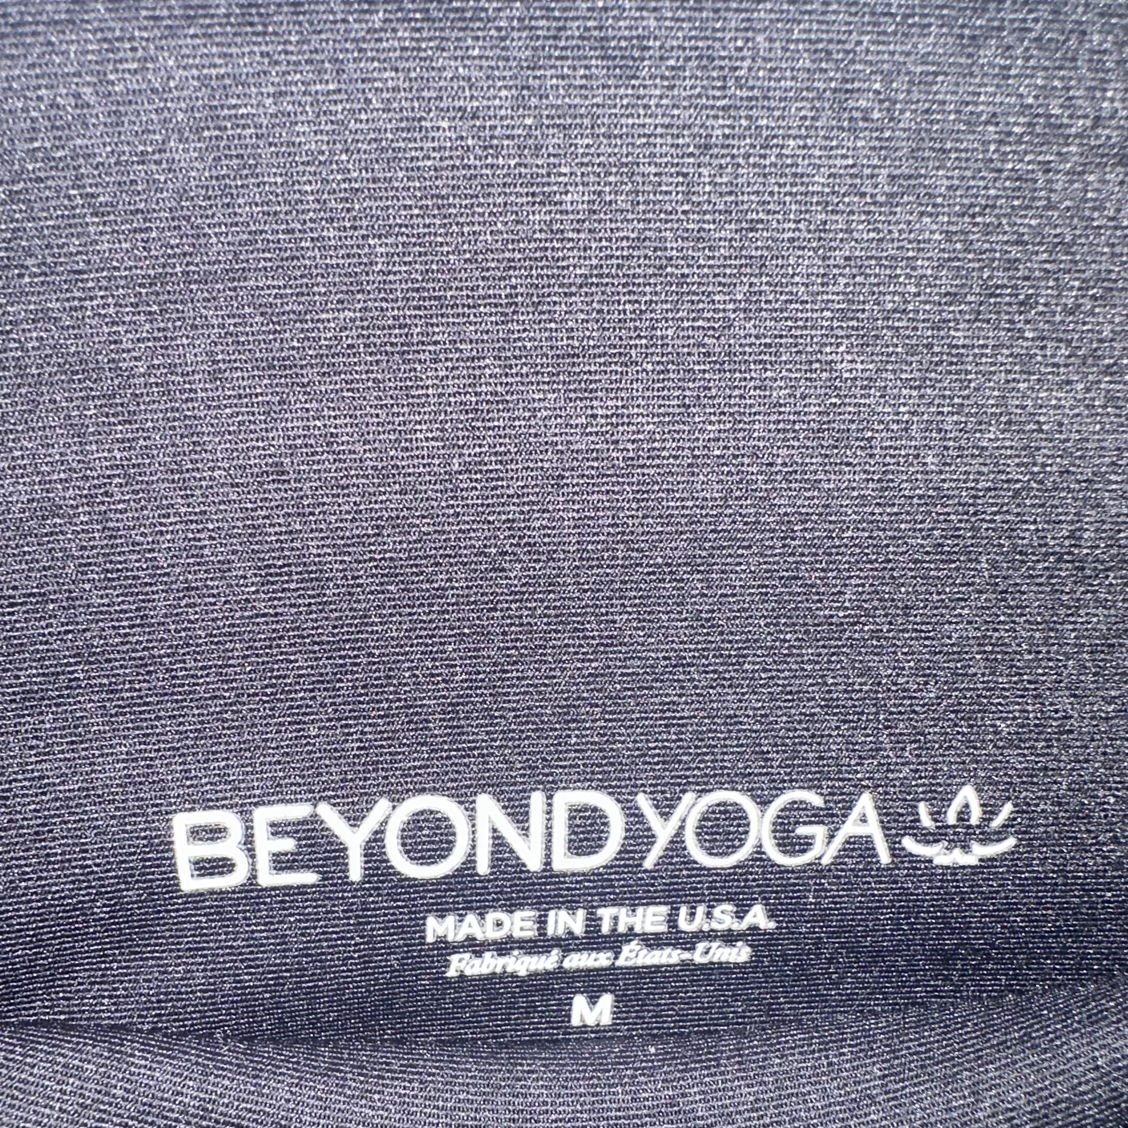 BEYOND YOGA
MADE IN THE U.S.A.
Fabriqué aux États-Unis
M